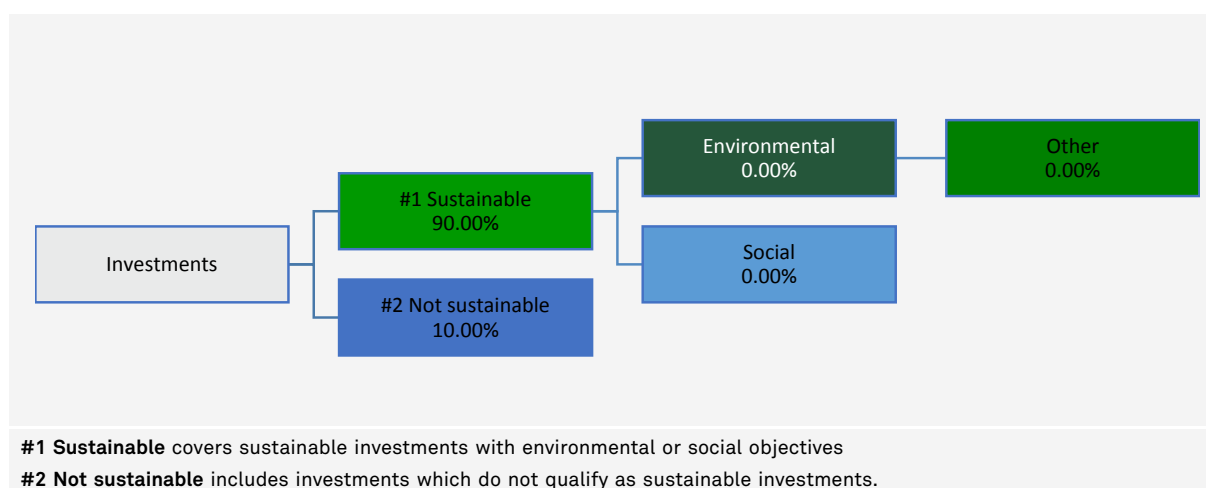 Environmental
0.00%
Other
0.00%
#1 Sustainable
90.00%
Investments
Social
0.00%
#2 Not sustainable
10.00%
#1 Sustainable covers sustainable investments with environmental or social objectives
#2 Not sustainable includes investments which do not qualify as sustainable investments.